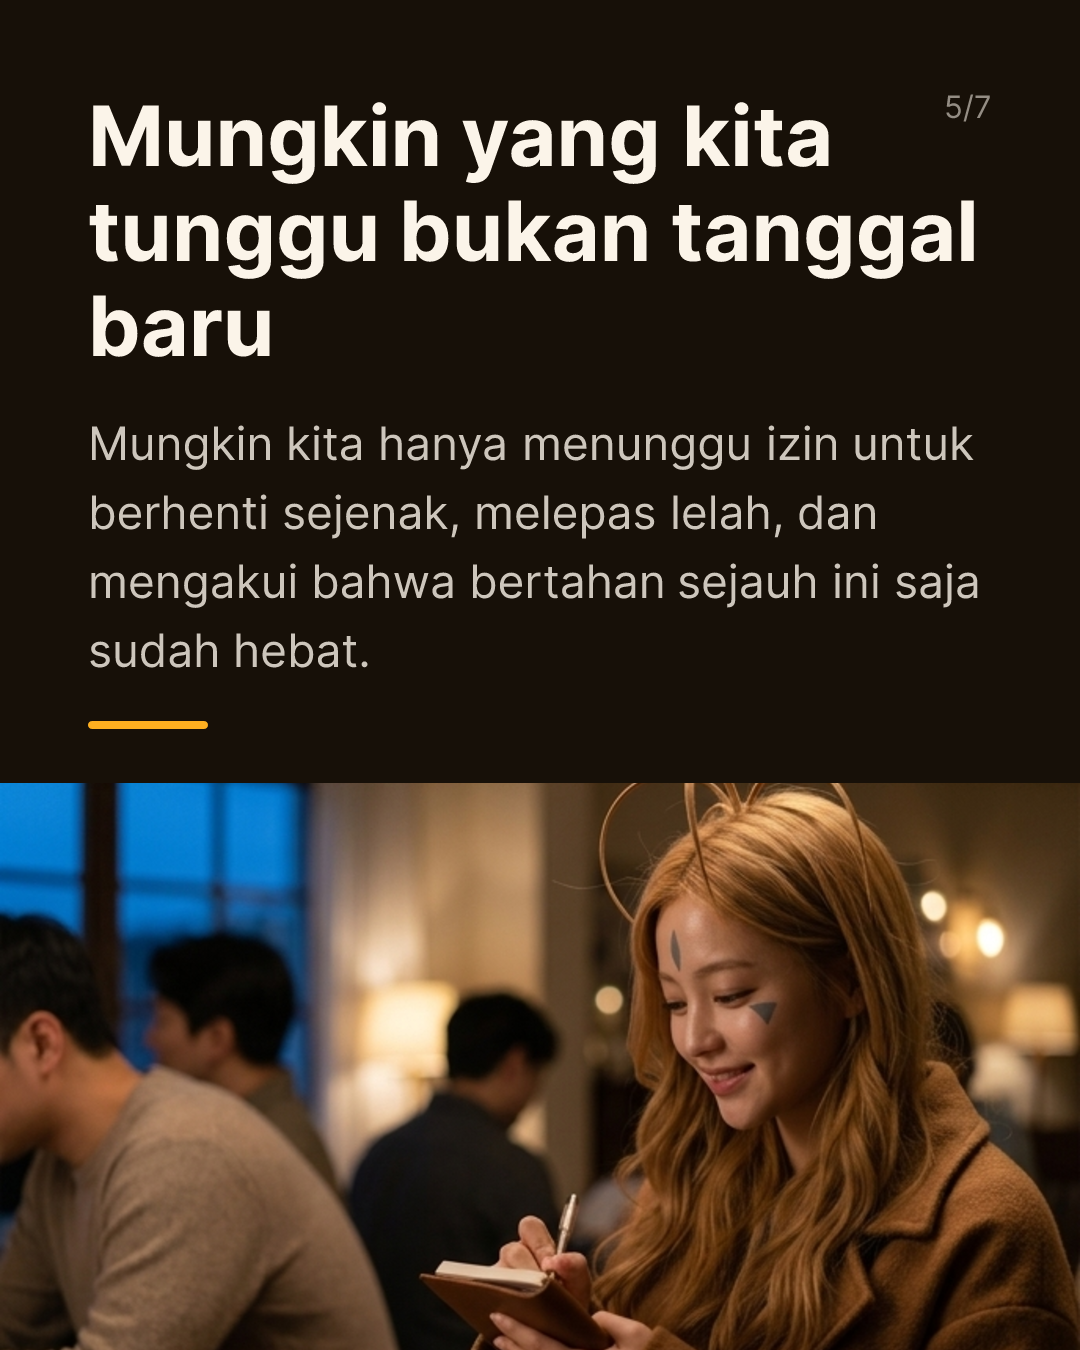 5/7
Mungkin yang kita
tunggu bukan tanggal
baru
Mungkin kita hanya menunggu izin untuk
berhenti sejenak, melepas lelah, dan
mengakui bahwa bertahan sejauh ini saja
sudah hebat.